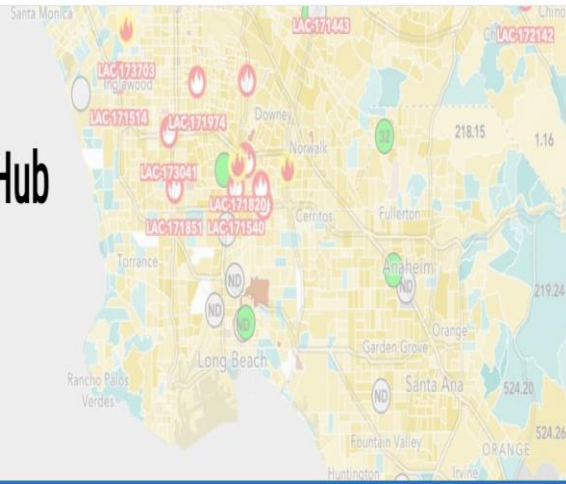 Santa Monica
LAC-171443
Chino
LAC-172142
LAC-173703
Inglewood
LAC-171514
LAC-171974
Downey
32
218.15
1.16
Hub
Norwalk
LAC-173041
LAC-171820
Cerritos
Fullerton
LAC-171851
LAC-171540
Torrance
Anaheim
ND
ND
219.24
ND
ND
Orange
Garden Grove
Long Beach
Rancho Palos
Verdes
Santa Ana
ND
524.20
524.26
Fountain Valley
ORANGE
Huntington
Irvine